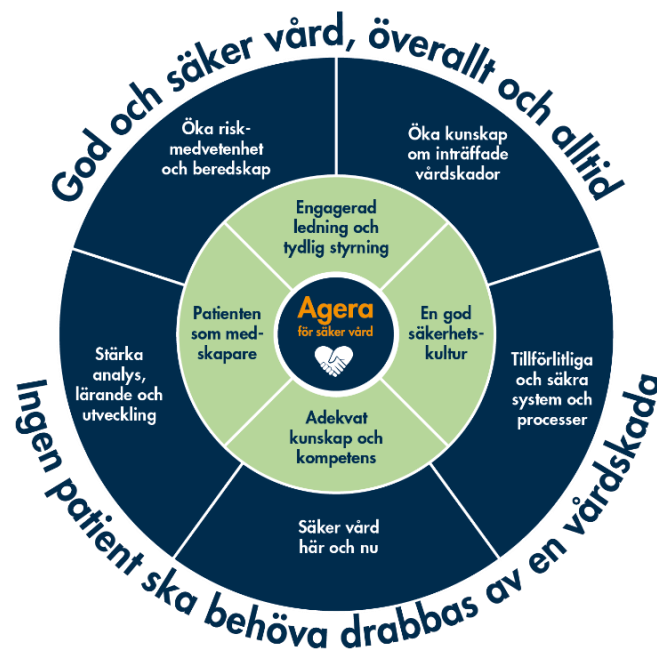 God och säker vård, överallt och alltid
Öka risk-
medvetenhet
och beredskap
Öka kunskap
om inträffade
vårdskador
Engagerad
ledning och
tydlig styrning
Patienten
som med-
skapare
Agera
för säker vård
En god
säkerhets-
kultur
Stärka
analys,
lärande och
utveckling
Tillförlitliga
och säkra
system och
processer
Adekvat
kunskap och
kompetens
Säker vård
här och nu
Ingen patient ska behöva drabbas av en vårdskada